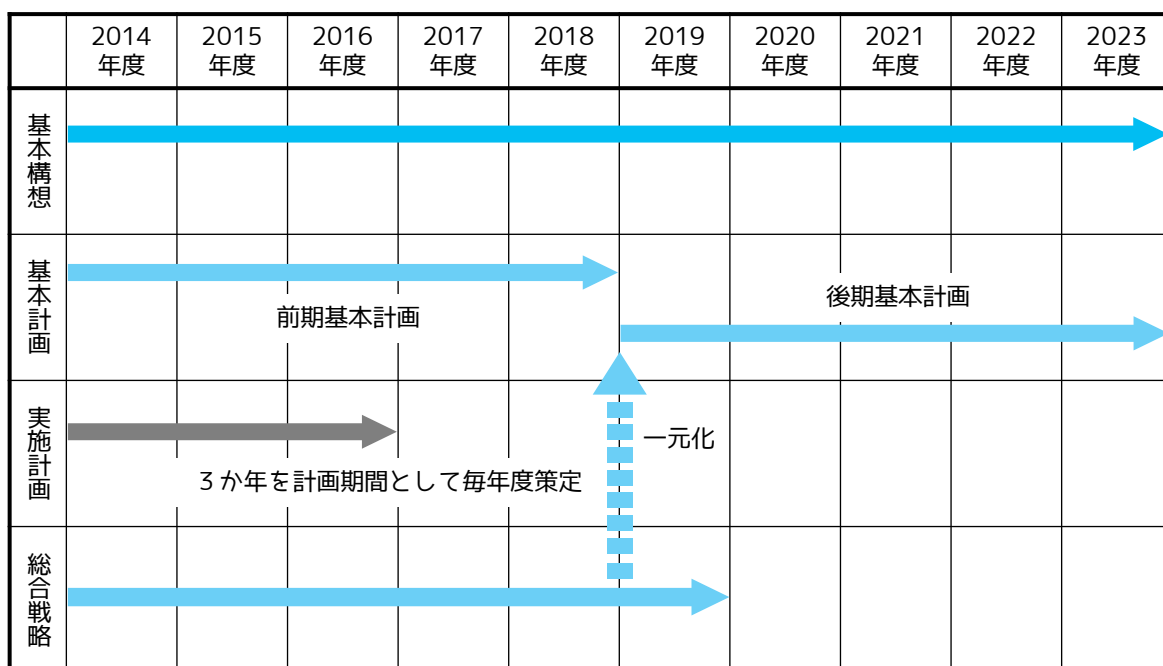 2014
年度
2015
年度
2016
年度
2017
年度
2018
年度
2019
年度
2020
年度
2021
年度
2022
年度
2023
年度
基本構想
基本計画
前期基本計画
後期基本計画
実施計画
一元化
３か年を計画期間として毎年度策定
総合戦略